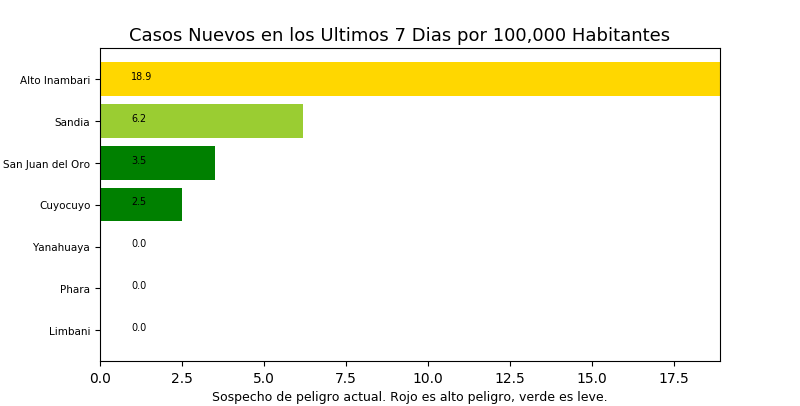 Casos Nuevos en los Ultimos 7 Dias por 100,000 Habitantes
Alto Inambari 18.9
Sandia 6.2
San Juan del Oro 3.5
Cuyocuyo 2.5
Yanahuaya 0.0
Phara 0.0
Limbani 0.0
0.0 2.5 5.0 7.5 10.0 12.5 15.0 17.5
Sospecho de peligro actual. Rojo es alto peligro, verde es leve.